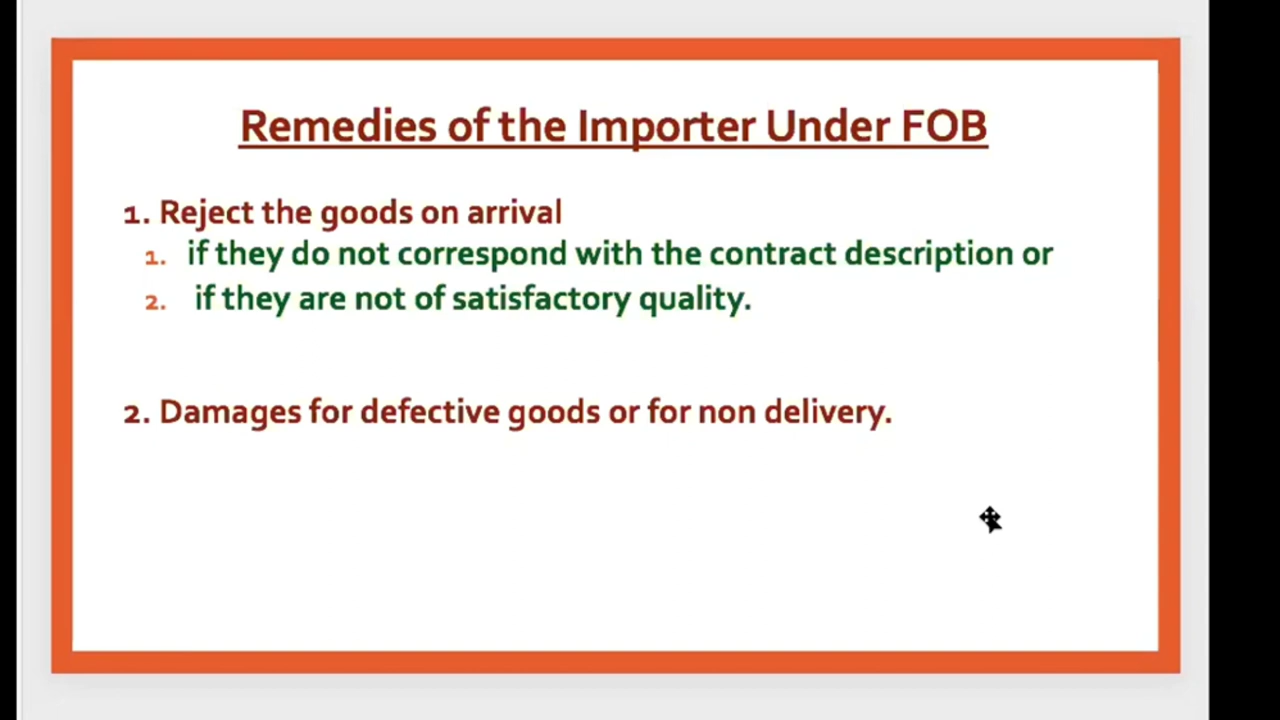 Remedies of the Importer Under FOB
1. Reject the goods on arrival
1. if they do not correspond with the contract description or
2. if they are not of satisfactory quality.
2. Damages for defective goods or for non delivery.